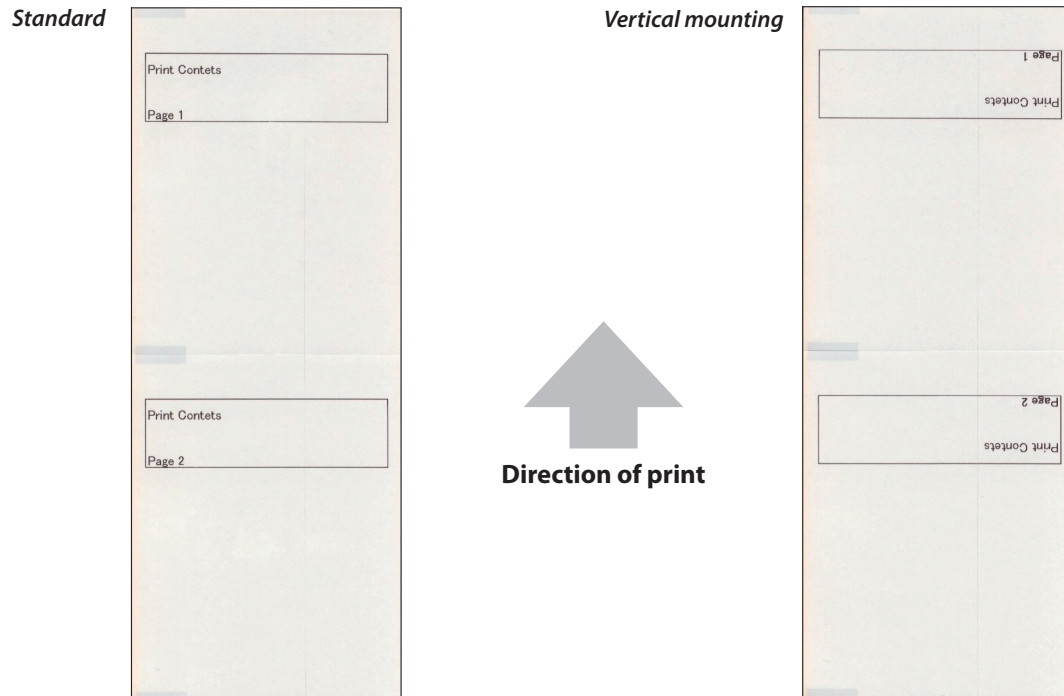 Standard
Print Contets
Page 1
Print Contets
Page 2
Direction of print
Vertical mounting
Print Contets
Page 1
Print Contets
Page 2